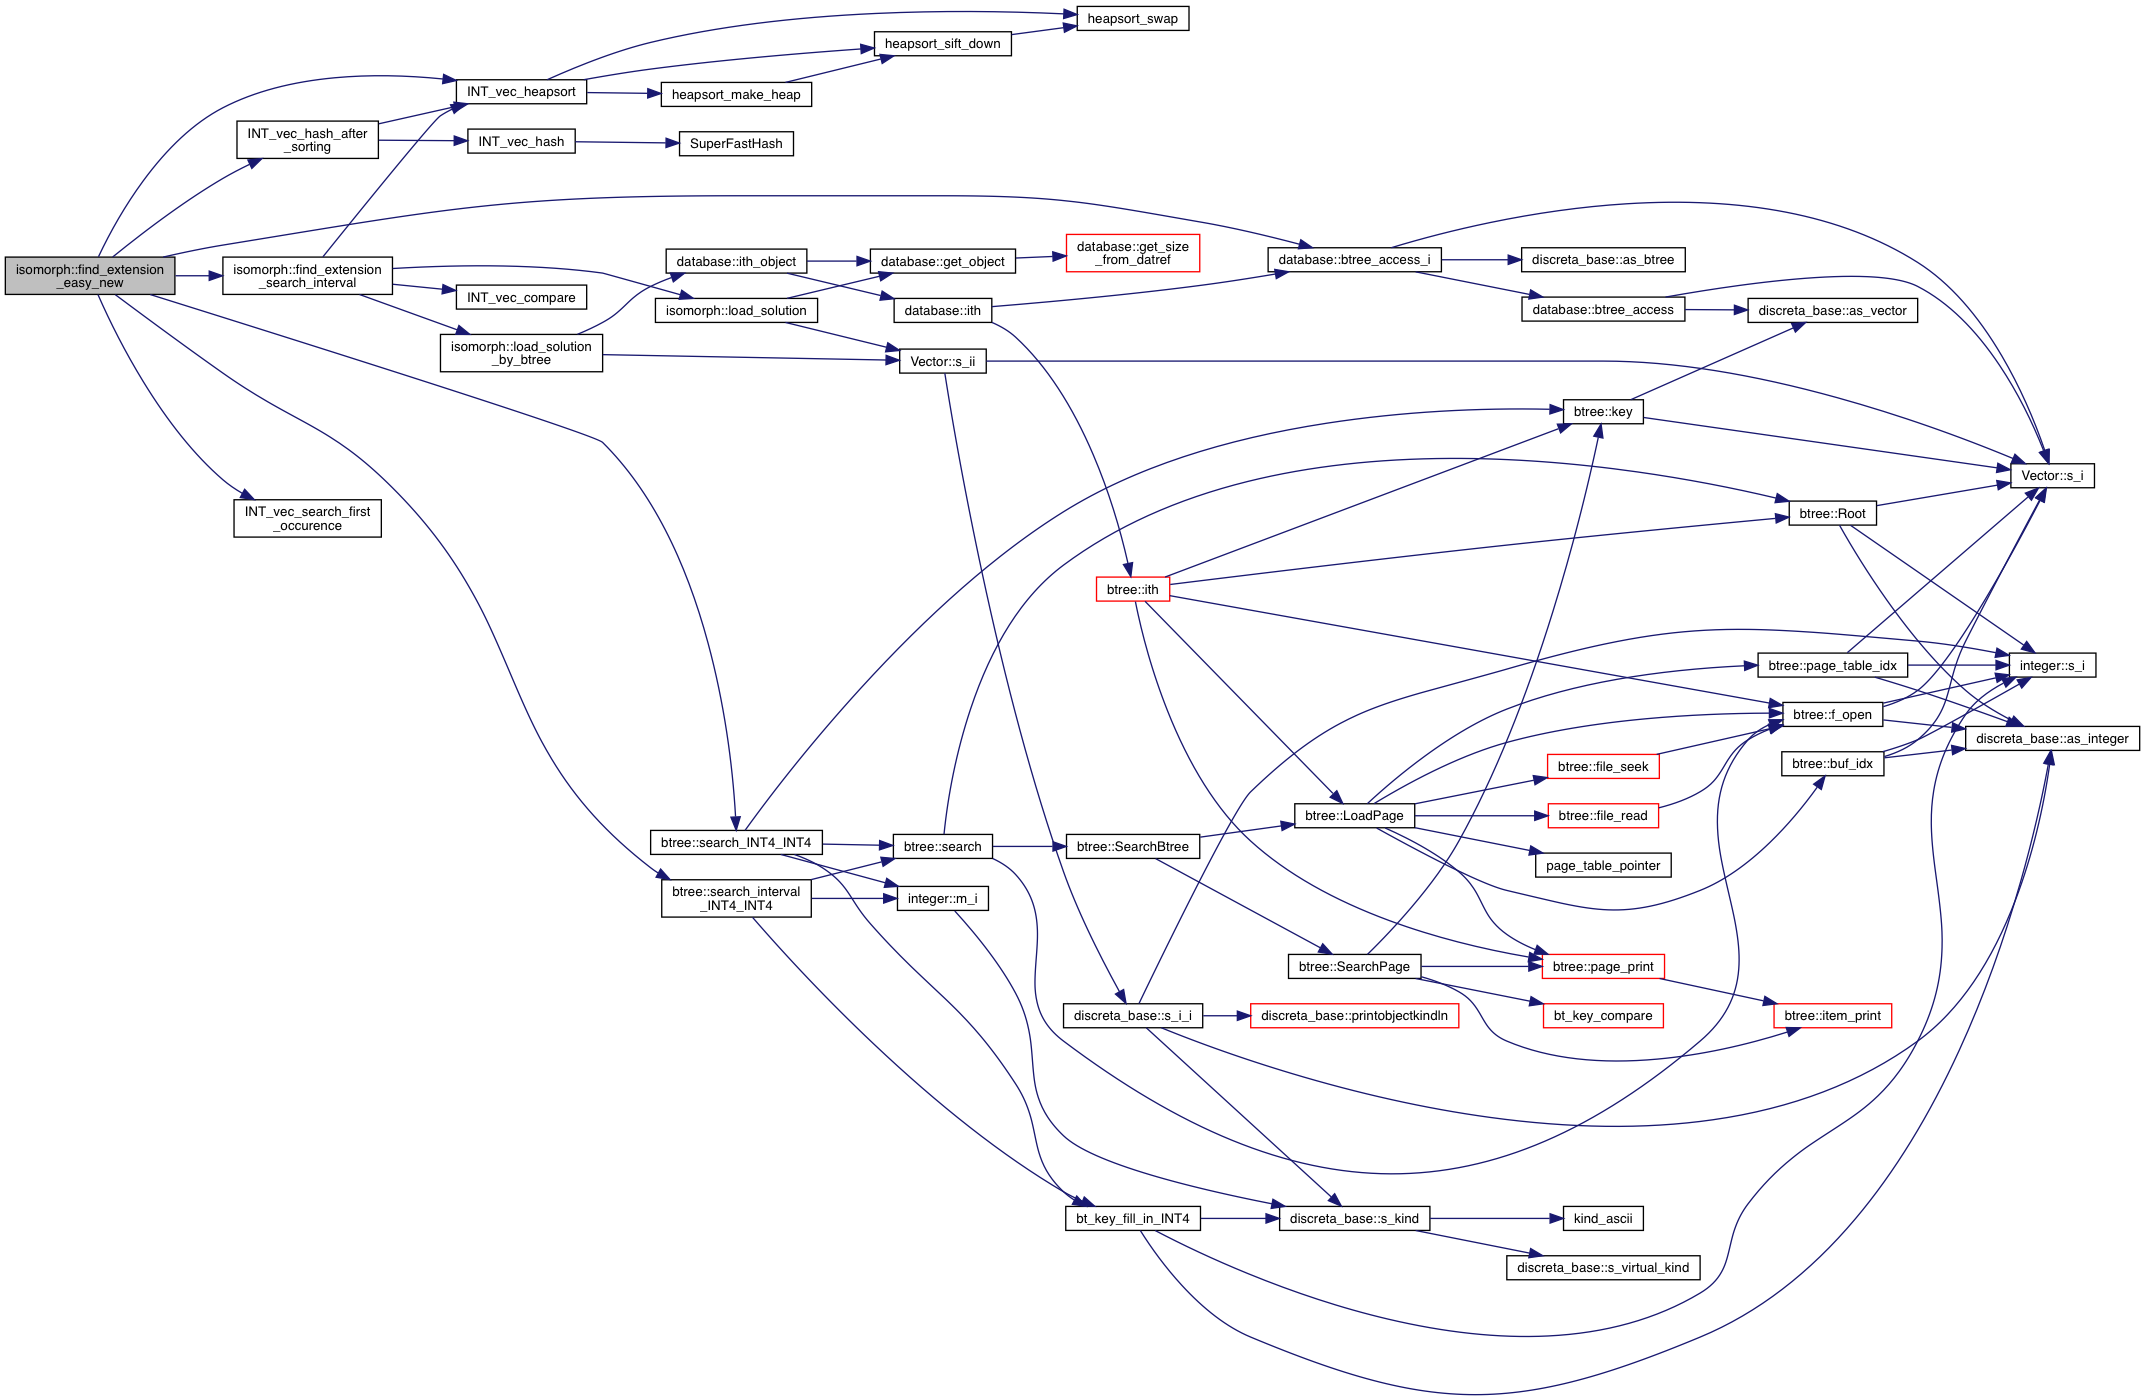 heapsort_swap
heapsort_sift_down
INT_vec_heapsort
heapsort_make_heap
INT_vec_hash_after
_sorting
INT_vec_hash
SuperFastHash
isomorph::find_extension
_easy_new
isomorph::find_extension
_search_interval
database::ith_object
database::get_object
database::get_size
_from_datref
database::btree_access_i
discreta_base::as_btree
INT_vec_compare
isomorph::load_solution
database::ith
database::btree_access
discreta_base::as_vector
isomorph::load_solution
_by_btree
Vector::s_ii
btree::key
Vector::s_i
INT_vec_search_first
_occurence
btree::Root
btree::ith
btree::page_table_idx
integer::s_i
btree::f_open
discreta_base::as_integer
btree::file_seek
btree::buf_idx
btree::LoadPage
btree::file_read
btree::search_INT4_INT4
btree::search
btree::SearchBtree
page_table_pointer
btree::search_interval
_INT4_INT4
integer::m_i
btree::SearchPage
btree::page_print
discreta_base::s_i_i
discreta_base::printobjectkindln
bt_key_compare
btree::item_print
bt_key_fill_in_INT4
discreta_base::s_kind
kind_ascii
discreta_base::s_virtual_kind